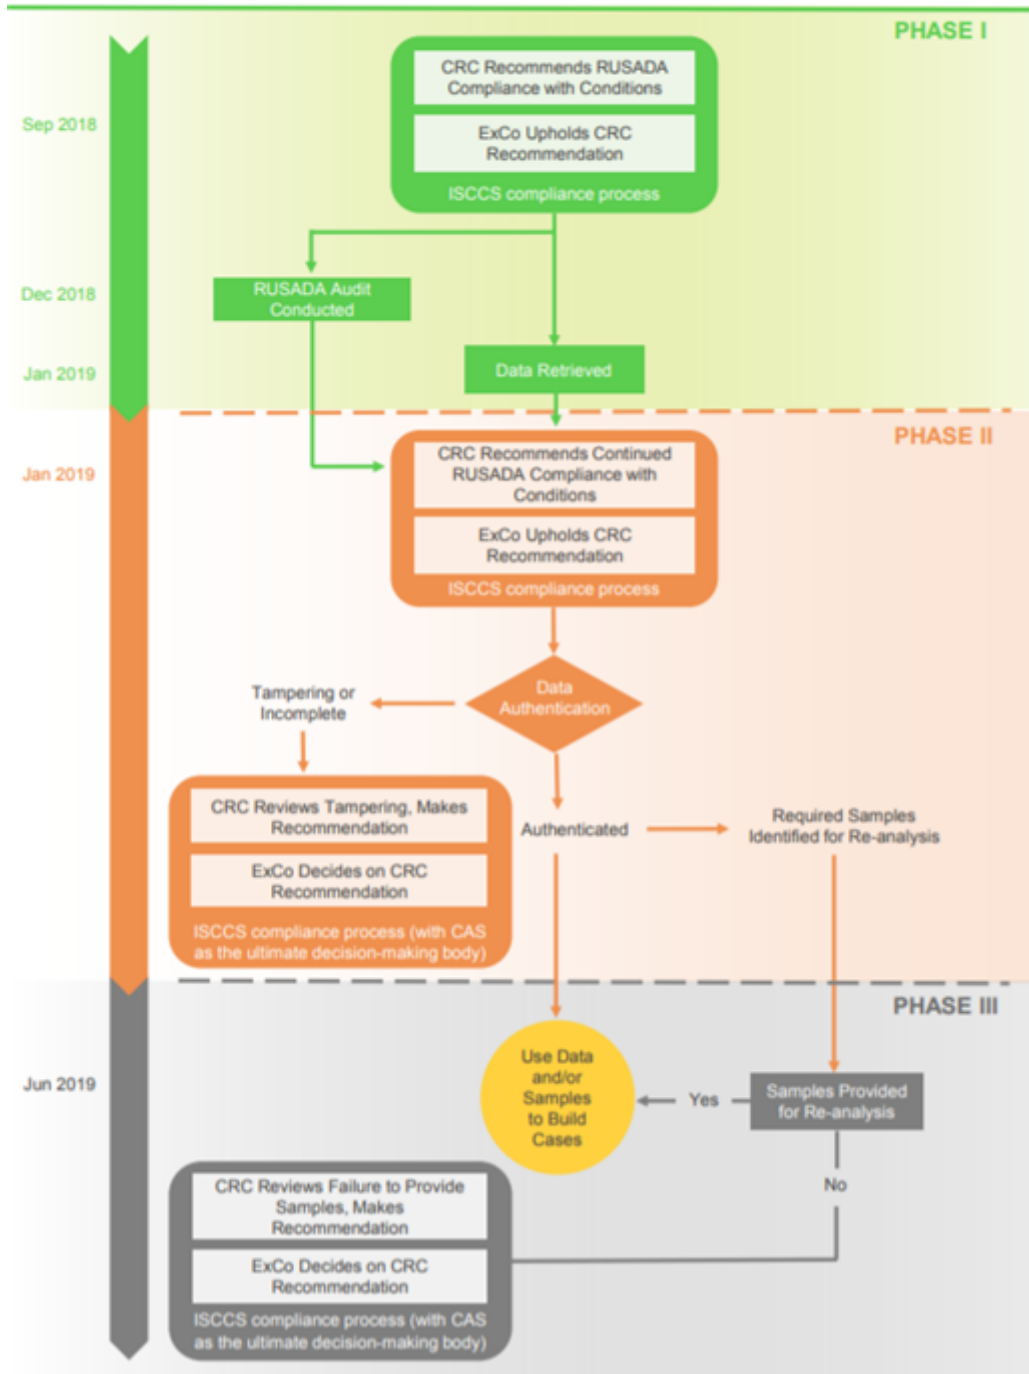 PHASE I
CRC Recommends RUSADA
Compliance with Conditions
Sep 2018
ExCo Upholds CRC
Recommendation
ISCCS compliance process
Dec 2018
RUSADA Audit
Conducted
Jan 2019
Data Retrieved
PHASE II
Jan 2019
CRC Recommends Continued
RUSADA Compliance with
Conditions
ExCo Upholds CRC
Recommendation
ISCCS compliance process
Data
Authentication
Tampering or
Incomplete
CRC Reviews Tampering, Makes
Recommendation
ExCo Decides on CRC
Recommendation
ISCCS compliance process (with CAS
as the ultimate decision-making body)
Authenticated
Required Samples
Identified for Re-analysis
PHASE III
Jun 2019
Use Data
and/or
Samples
to Build
Cases
Yes
Samples Provided
for Re-analysis
No
CRC Reviews Failure to Provide
Samples, Makes
Recommendation
ExCo Decides on CRC
Recommendation
ISCCS compliance process (with CAS
as the ultimate decision-making body)